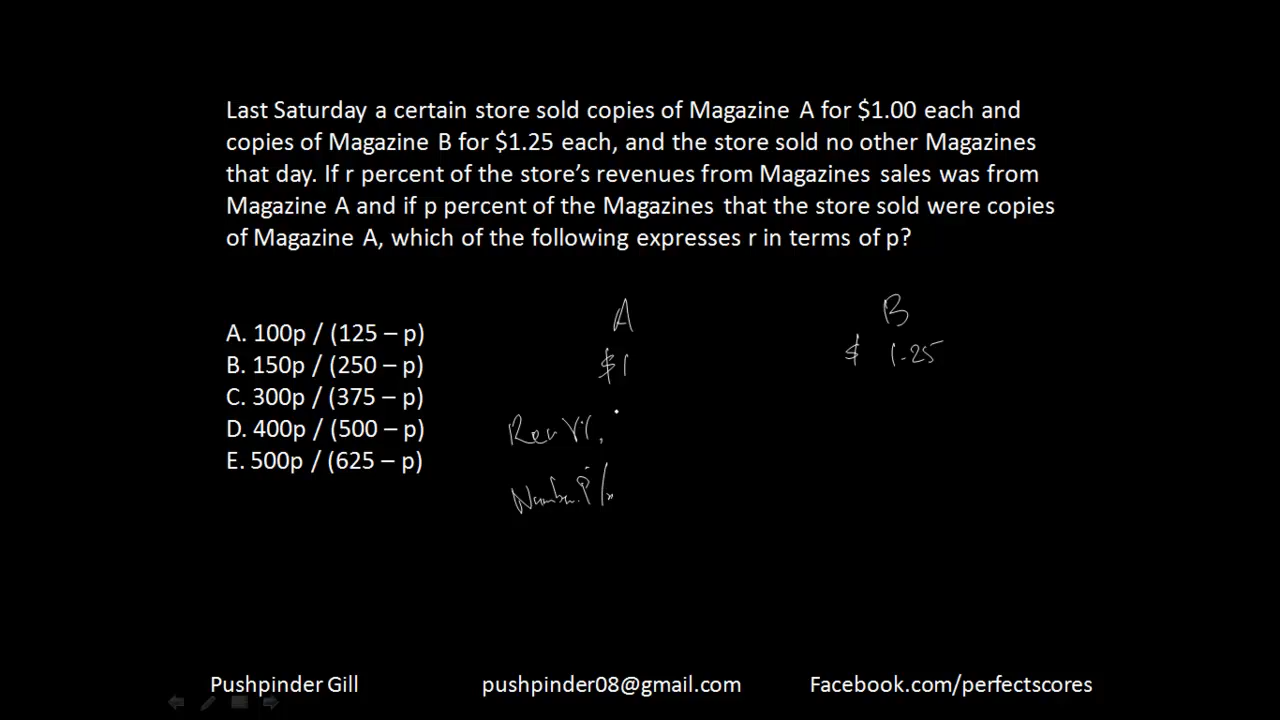 Last Saturday a certain store sold copies of Magazine A for $1.00 each and
copies of Magazine B for $1.25 each, and the store sold no other Magazines
that day. If r percent of the store's revenues from Magazines sales was from
Magazine A and if p percent of the Magazines that the store sold were copies
of Magazine A, which of the following expresses r in terms of p?
A. 100p / (125 – p)
B. 150p / (250 – p)
C. 300p / (375 – p)
D. 400p / (500 – p)
E. 500p / (625 – p)
A
B
$1
$ 1.25
Rev r%
Number P%
Pushpinder Gill
pushpinder08@gmail.com
Facebook.com/perfectscores